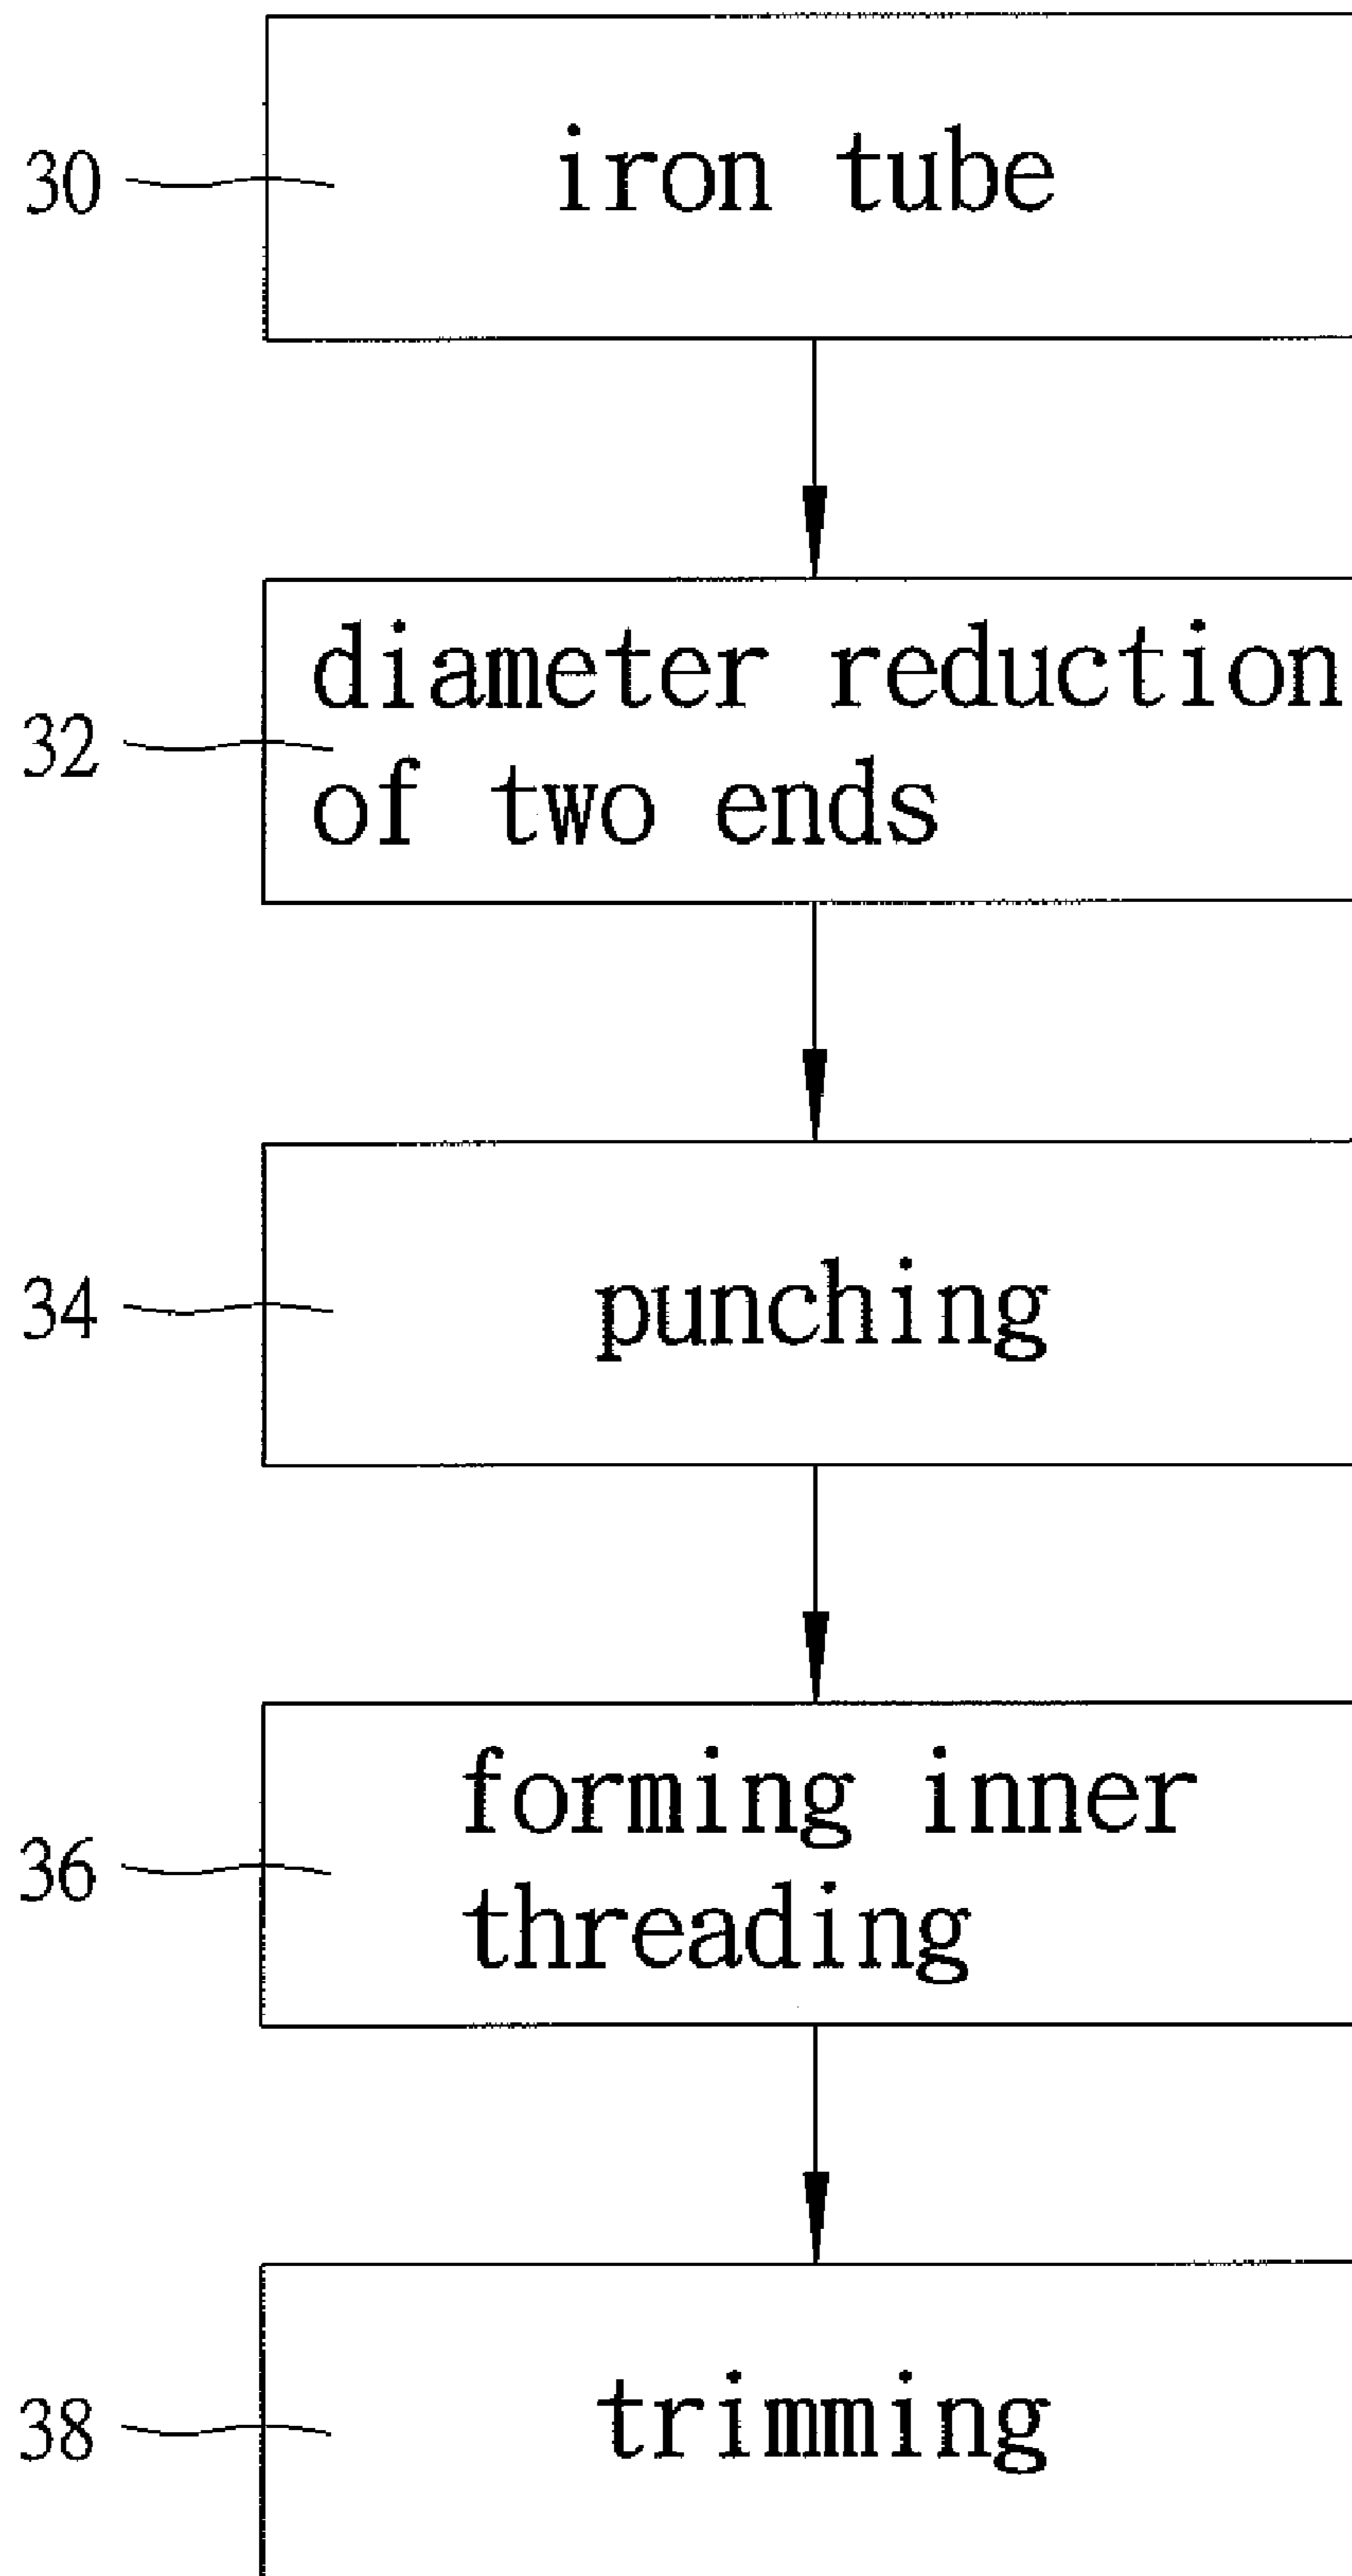 30
iron tube
32
diameter reduction
of two ends
34
punching
36
forming inner
threading
38
trimming